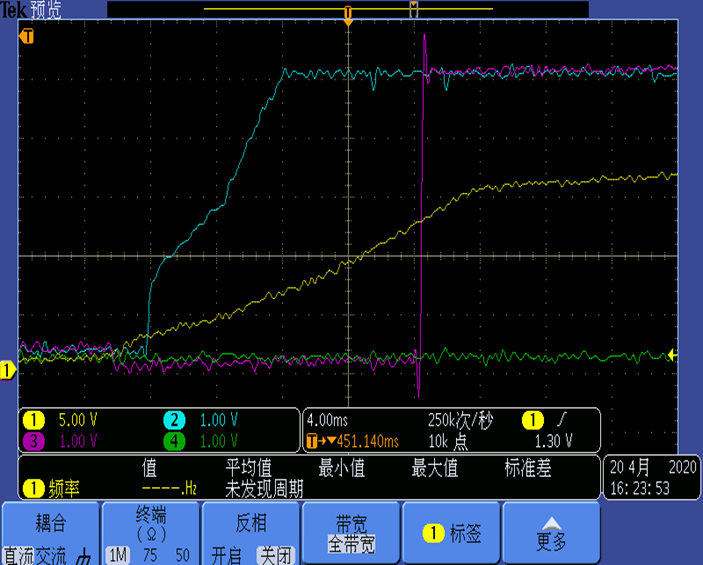 Tek 预览
T
T
1
1 5.00 V 2 1.00 V
3 1.00 V 4 1.00 V
4.00ms 250k次/秒 1
T→▼451.140ms 10k 点 1.30 V
值 平均值 最小值 最大值 标准差
1 频率 ----.Hz 未发现周期
20 4月 2020
16:23:53
耦合
直流 交流
终端
(Ω)
1M 75 50
反相
开启 关闭
带宽
全带宽
1 标签
更多